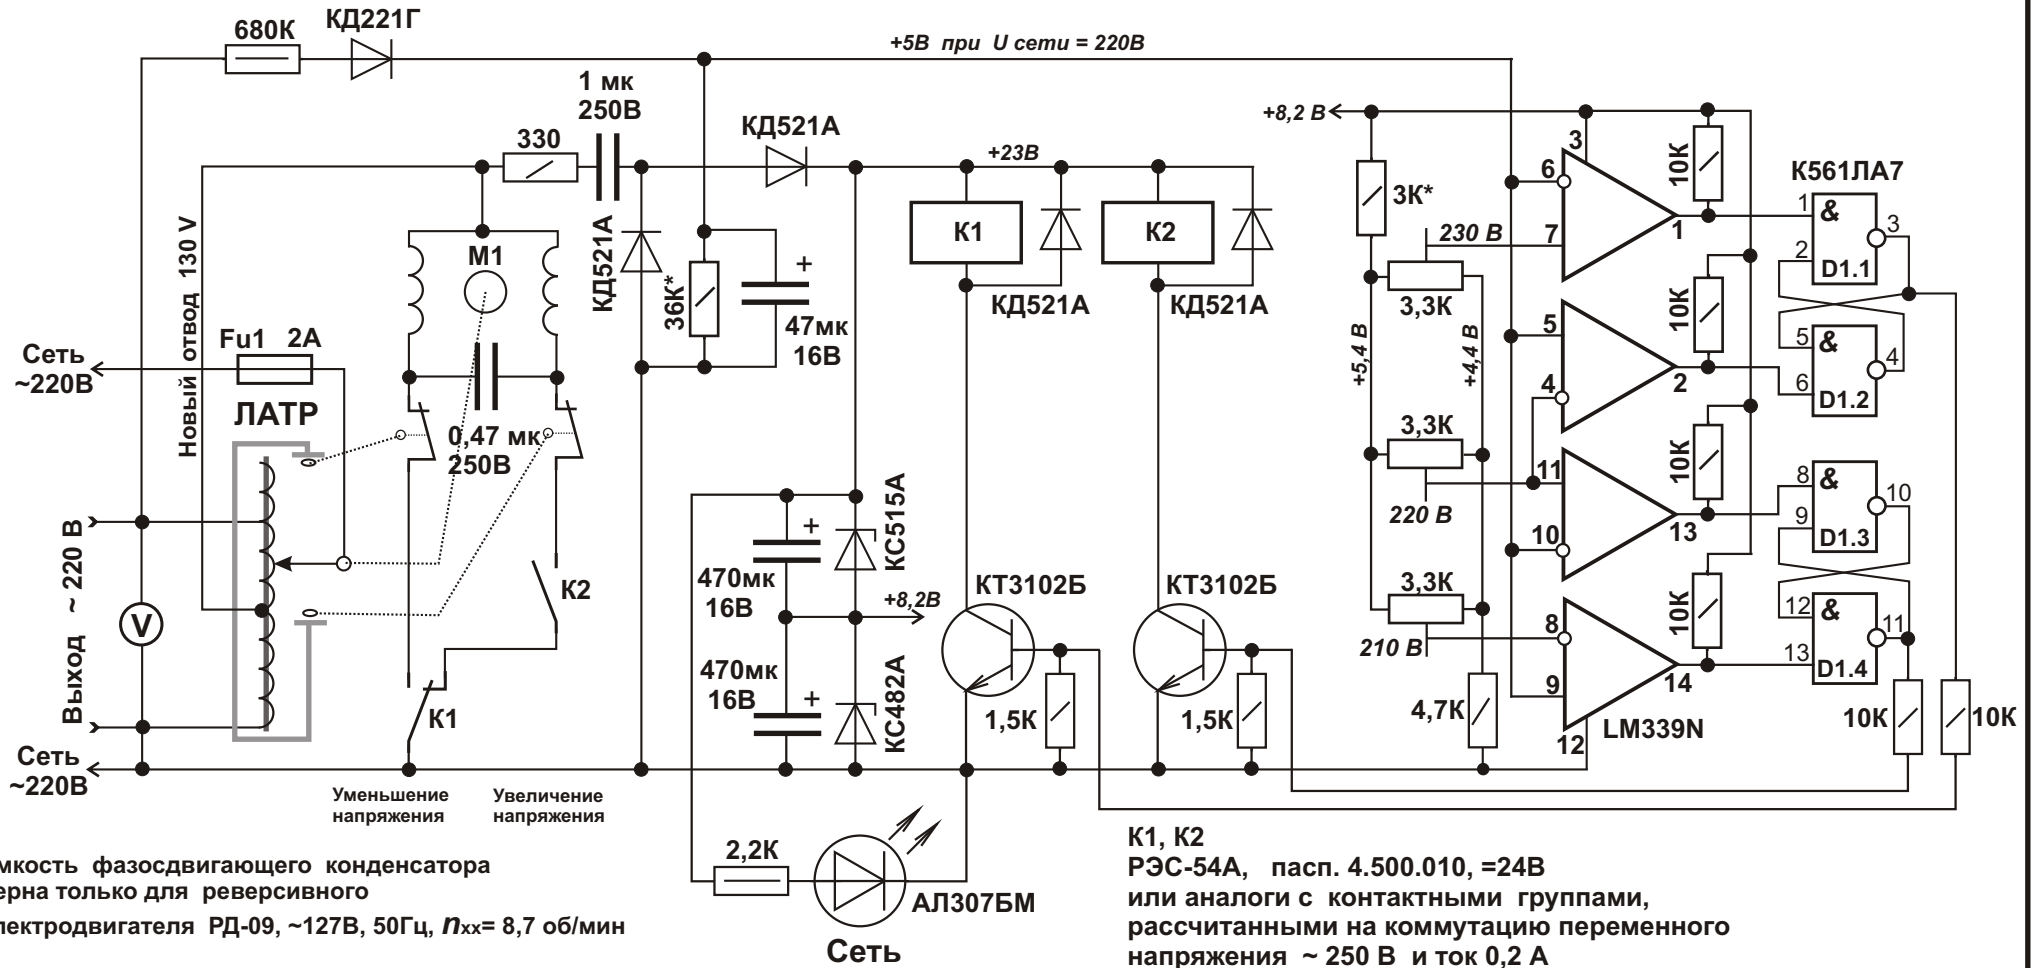 680К
КД221Г
+5В при U сети = 220В
1 мк
250В
330
КД521А
+23В
+8,2 В
3
6
7
1
10К
К561ЛА7
1
&
3
2
D1.1
Новый отвод 130 V
М1
КД521А
36К*
+
47мк
16В
К1
К2
КД521А
КД521А
3К*
230 В
3,3К
+5,4 В
+4,4 В
5
4
2
10К
5
&
4
6
D1.2
Fu1 2А
Сеть
~220В
ЛАТР
0,47 мк
250В
3,3К
220 В
11
10
13
10К
8
&
10
9
D1.3
Выход ~ 220 В
V
К2
К1
470мк
16В
+
КС515А
+8,2В
470мк
16В
+
КС482А
КТ3102Б
КТ3102Б
1,5К
1,5К
3,3К
210 В
4,7К
8
9
14
12
LM339N
10К
12
&
11
13
D1.4
10К
10К
Сеть
~220В
Уменьшение
напряжения
Увеличение
напряжения
2,2К
АЛ307БМ
Сеть
мкость фазосдвигающего конденсатора
ерна только для реверсивного
лектродвигателя РД-09, ~127В, 50Гц, nхх= 8,7 об/мин
К1, К2
РЭС-54А, пасп. 4.500.010, =24В
или аналоги с контактными группами,
рассчитанными на коммутацию переменного
напряжения ~ 250 В и ток 0,2 А